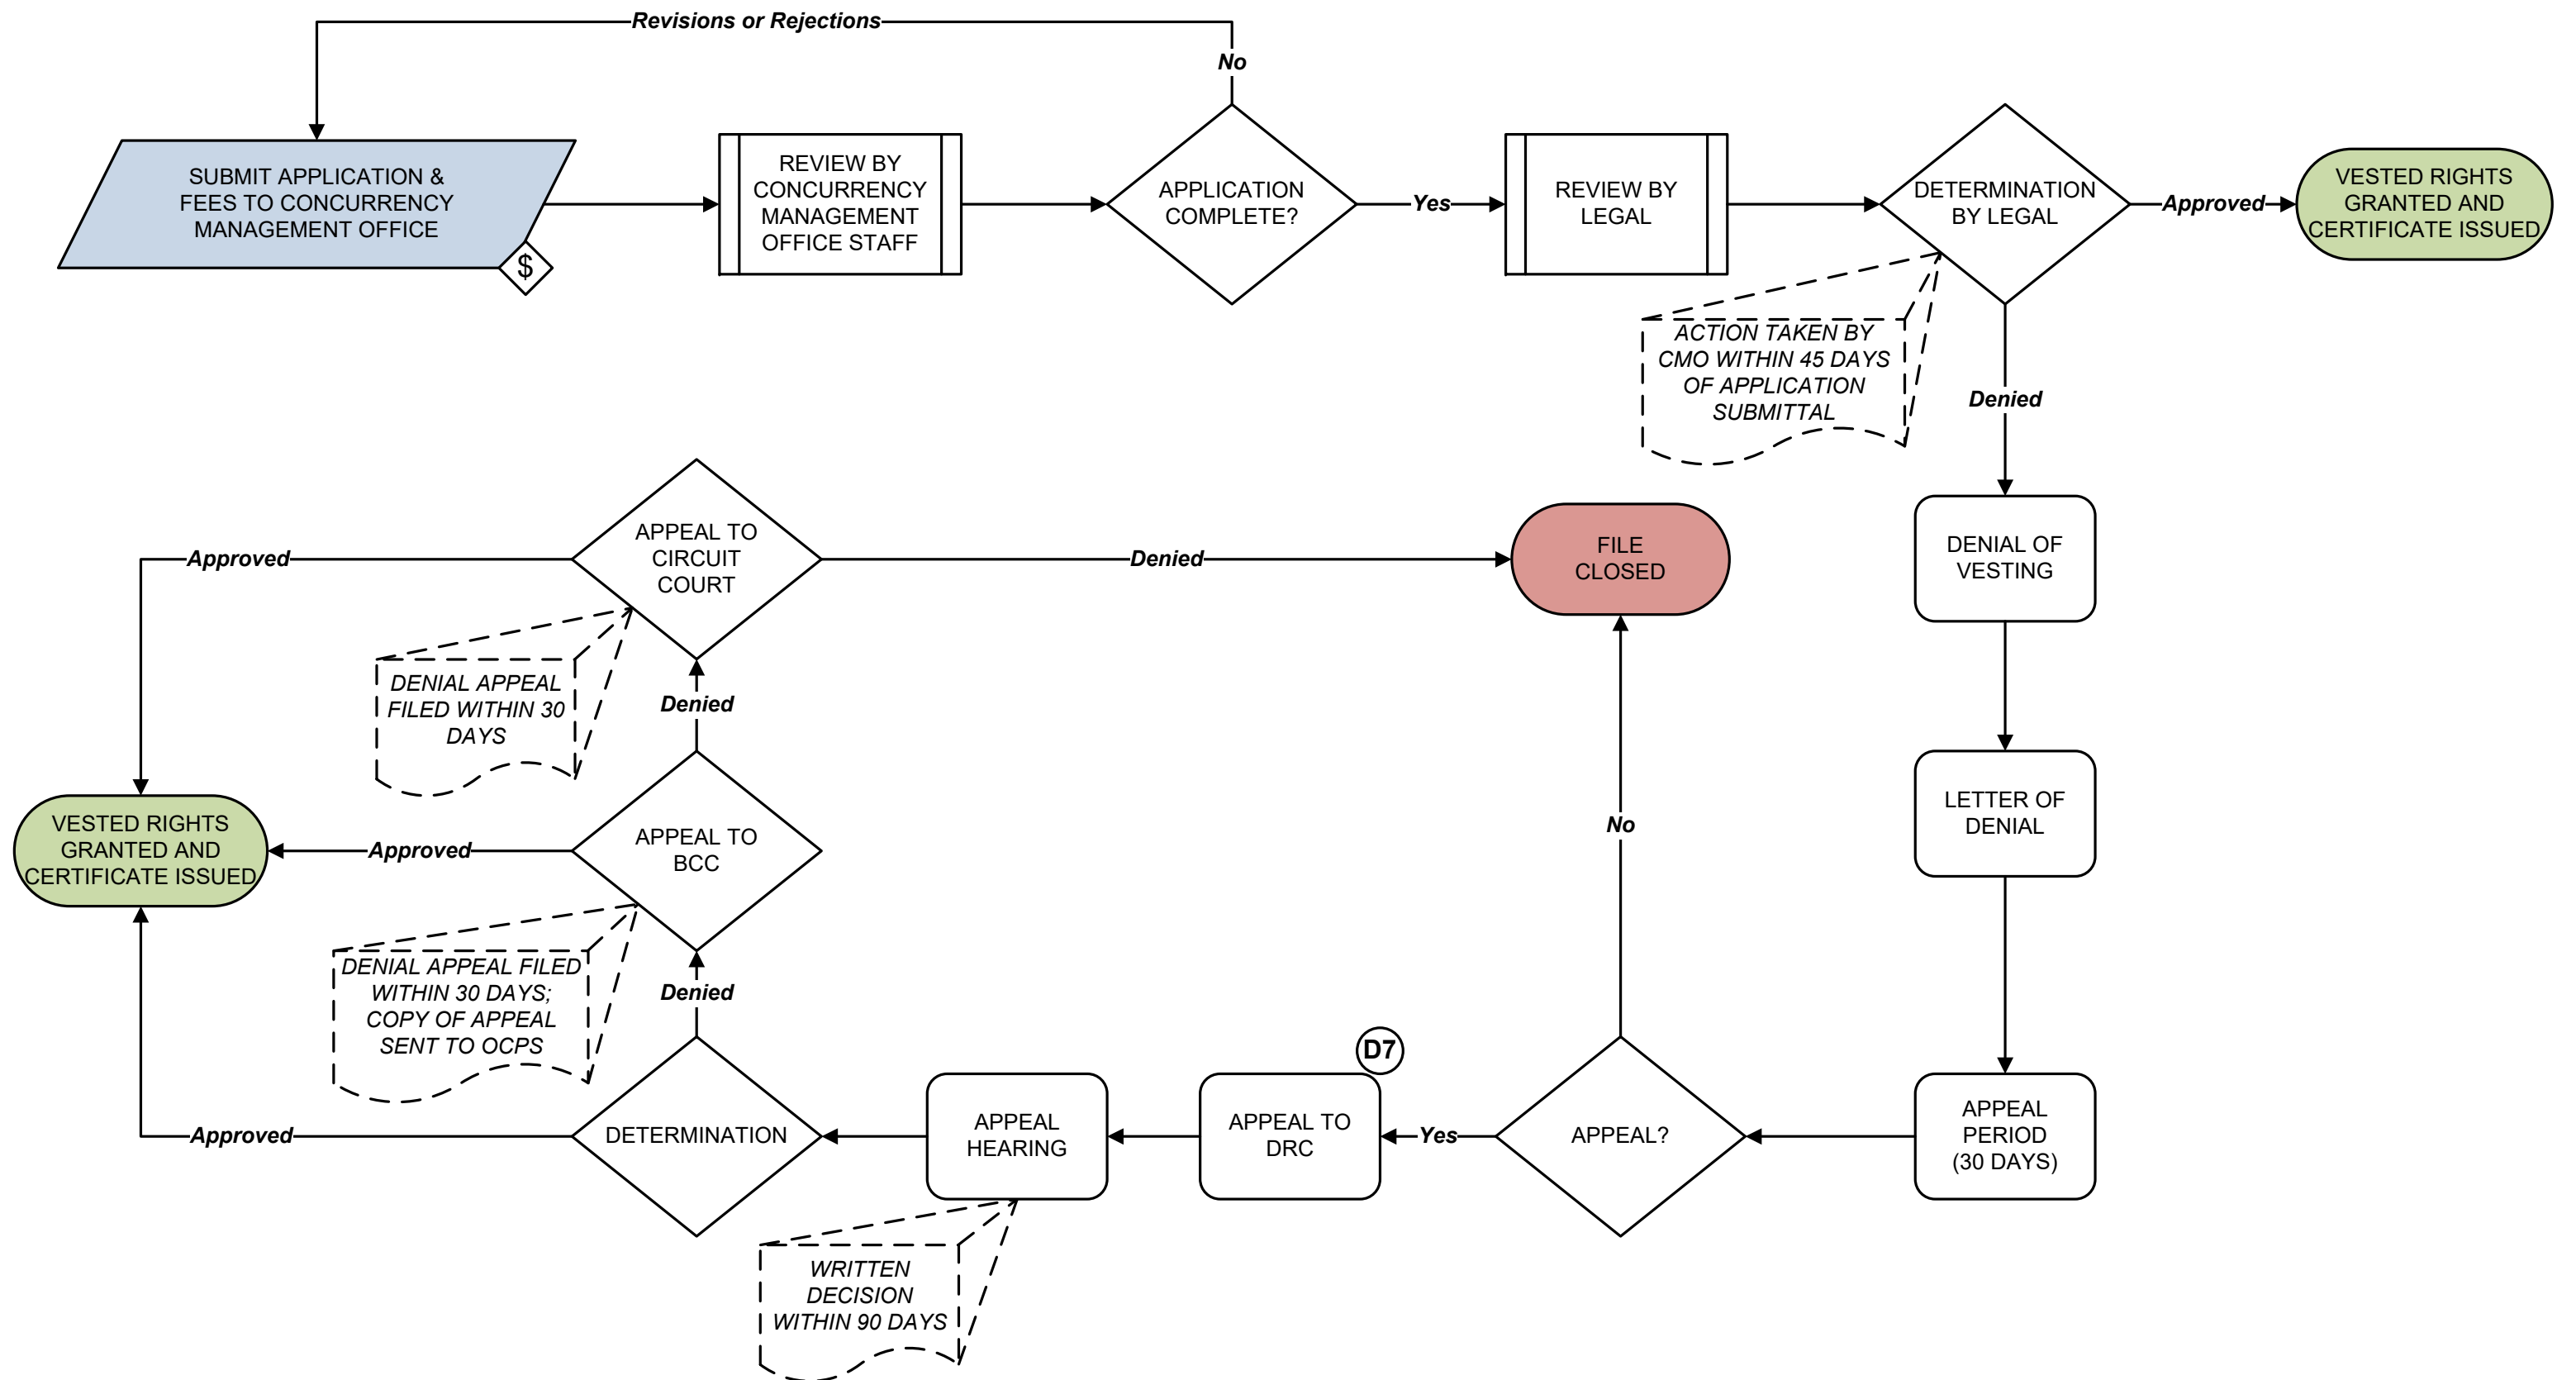 Revisions or Rejections
No
SUBMIT APPLICATION &
FEES TO CONCURRENCY
MANAGEMENT OFFICE
$
REVIEW BY
CONCURRENCY
MANAGEMENT
OFFICE STAFF
APPLICATION
COMPLETE?
Yes
REVIEW BY
LEGAL
DETERMINATION
BY LEGAL
Approved
VESTED RIGHTS
GRANTED AND
CERTIFICATE ISSUED
ACTION TAKEN BY
CMO WITHIN 45 DAYS
OF APPLICATION
SUBMITTAL
Denied
DENIAL OF
VESTING
LETTER OF
DENIAL
APPEAL
PERIOD
(30 DAYS)
APPEAL?
No
FILE
CLOSED
Yes
D7
APPEAL TO
DRC
APPEAL
HEARING
WRITTEN
DECISION
WITHIN 90 DAYS
DETERMINATION
Approved
Denied
DENIAL APPEAL FILED
WITHIN 30 DAYS;
COPY OF APPEAL
SENT TO OCPS
APPEAL TO
BCC
Approved
VESTED RIGHTS
GRANTED AND
CERTIFICATE ISSUED
Denied
DENIAL APPEAL
FILED WITHIN 30
DAYS
APPEAL TO
CIRCUIT
COURT
Approved
Denied